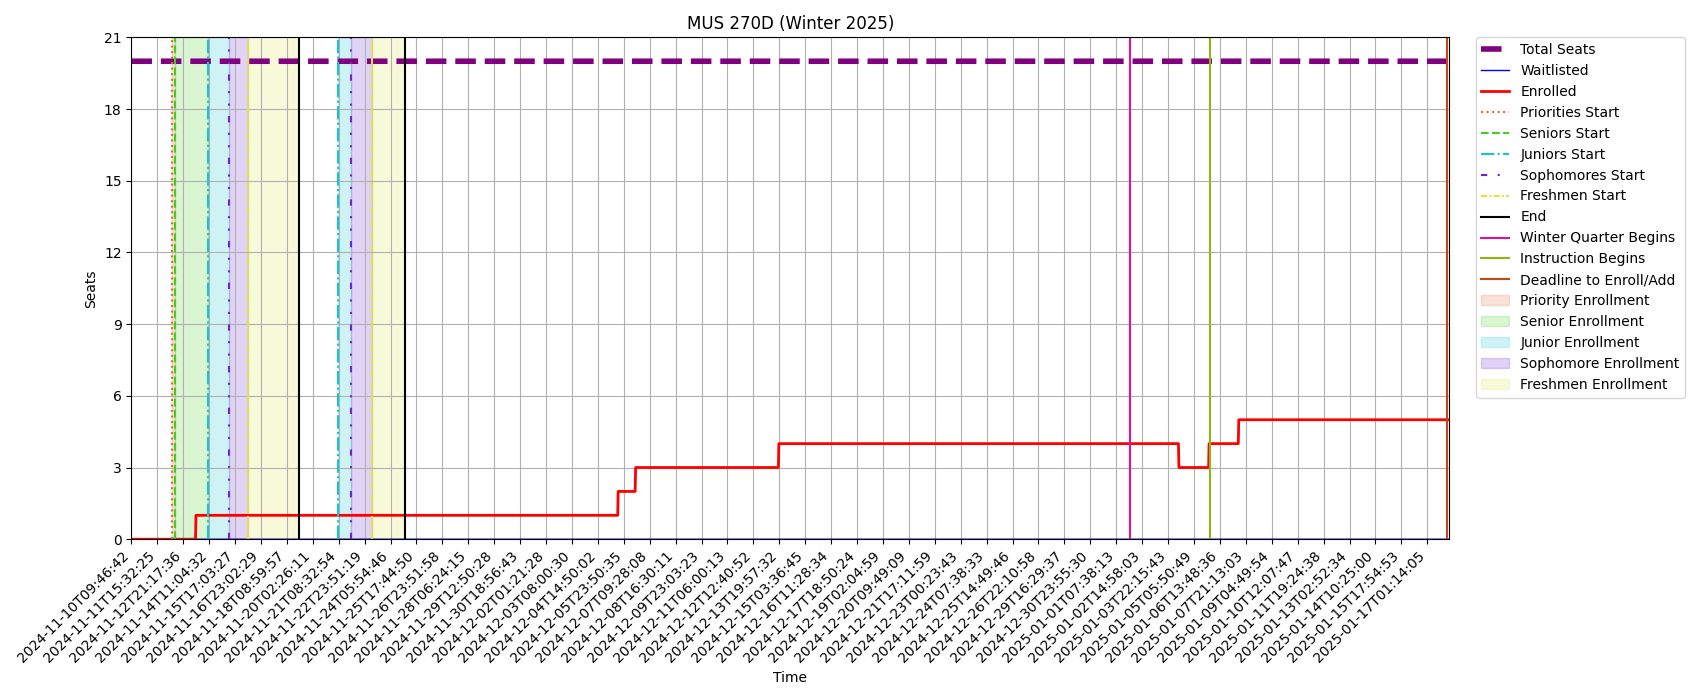 MUS 270D (Winter 2025)
21
18
15
12
9
6
3
0
Seats
2024-11-10T09:46:42
2024-11-11T15:32:25
2024-11-12T21:17:36
2024-11-14T11:04:32
2024-11-15T17:03:27
2024-11-16T23:02:29
2024-11-18T08:59:57
2024-11-20T02:26:11
2024-11-21T08:32:54
2024-11-22T23:51:19
2024-11-24T05:54:46
2024-11-25T17:44:50
2024-11-26T23:51:58
2024-11-28T06:24:15
2024-11-29T12:50:28
2024-11-30T18:56:43
2024-12-02T01:21:28
2024-12-03T08:00:30
2024-12-04T14:50:02
2024-12-05T23:50:35
2024-12-07T09:28:08
2024-12-08T16:30:11
2024-12-09T23:03:23
2024-12-11T06:00:13
2024-12-12T12:40:52
2024-12-13T19:57:32
2024-12-15T03:36:45
2024-12-16T11:28:34
2024-12-17T18:50:24
2024-12-19T02:04:59
2024-12-20T09:49:09
2024-12-21T17:11:59
2024-12-23T00:23:43
2024-12-24T07:38:33
2024-12-25T14:49:46
2024-12-26T22:10:58
2024-12-29T16:29:37
2024-12-30T23:55:30
2025-01-01T07:38:13
2025-01-02T14:58:03
2025-01-03T22:15:43
2025-01-05T05:50:49
2025-01-06T13:48:36
2025-01-07T21:13:03
2025-01-09T04:49:54
2025-01-10T12:07:47
2025-01-11T19:24:38
2025-01-13T02:52:34
2025-01-14T10:25:00
2025-01-15T17:54:53
2025-01-17T01:14:05
Time
Total Seats
Waitlisted
Enrolled
Priorities Start
Seniors Start
Juniors Start
Sophomores Start
Freshmen Start
End
Winter Quarter Begins
Instruction Begins
Deadline to Enroll/Add
Priority Enrollment
Senior Enrollment
Junior Enrollment
Sophomore Enrollment
Freshmen Enrollment